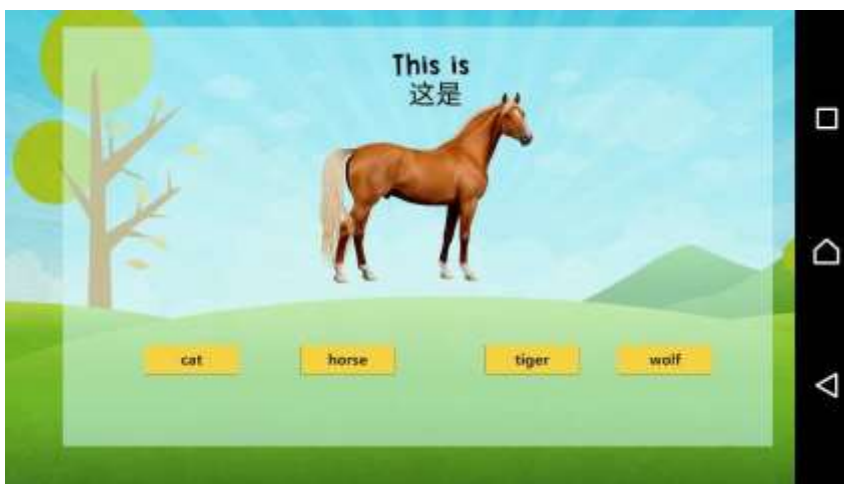 This is
这是
cat horse tiger wolf